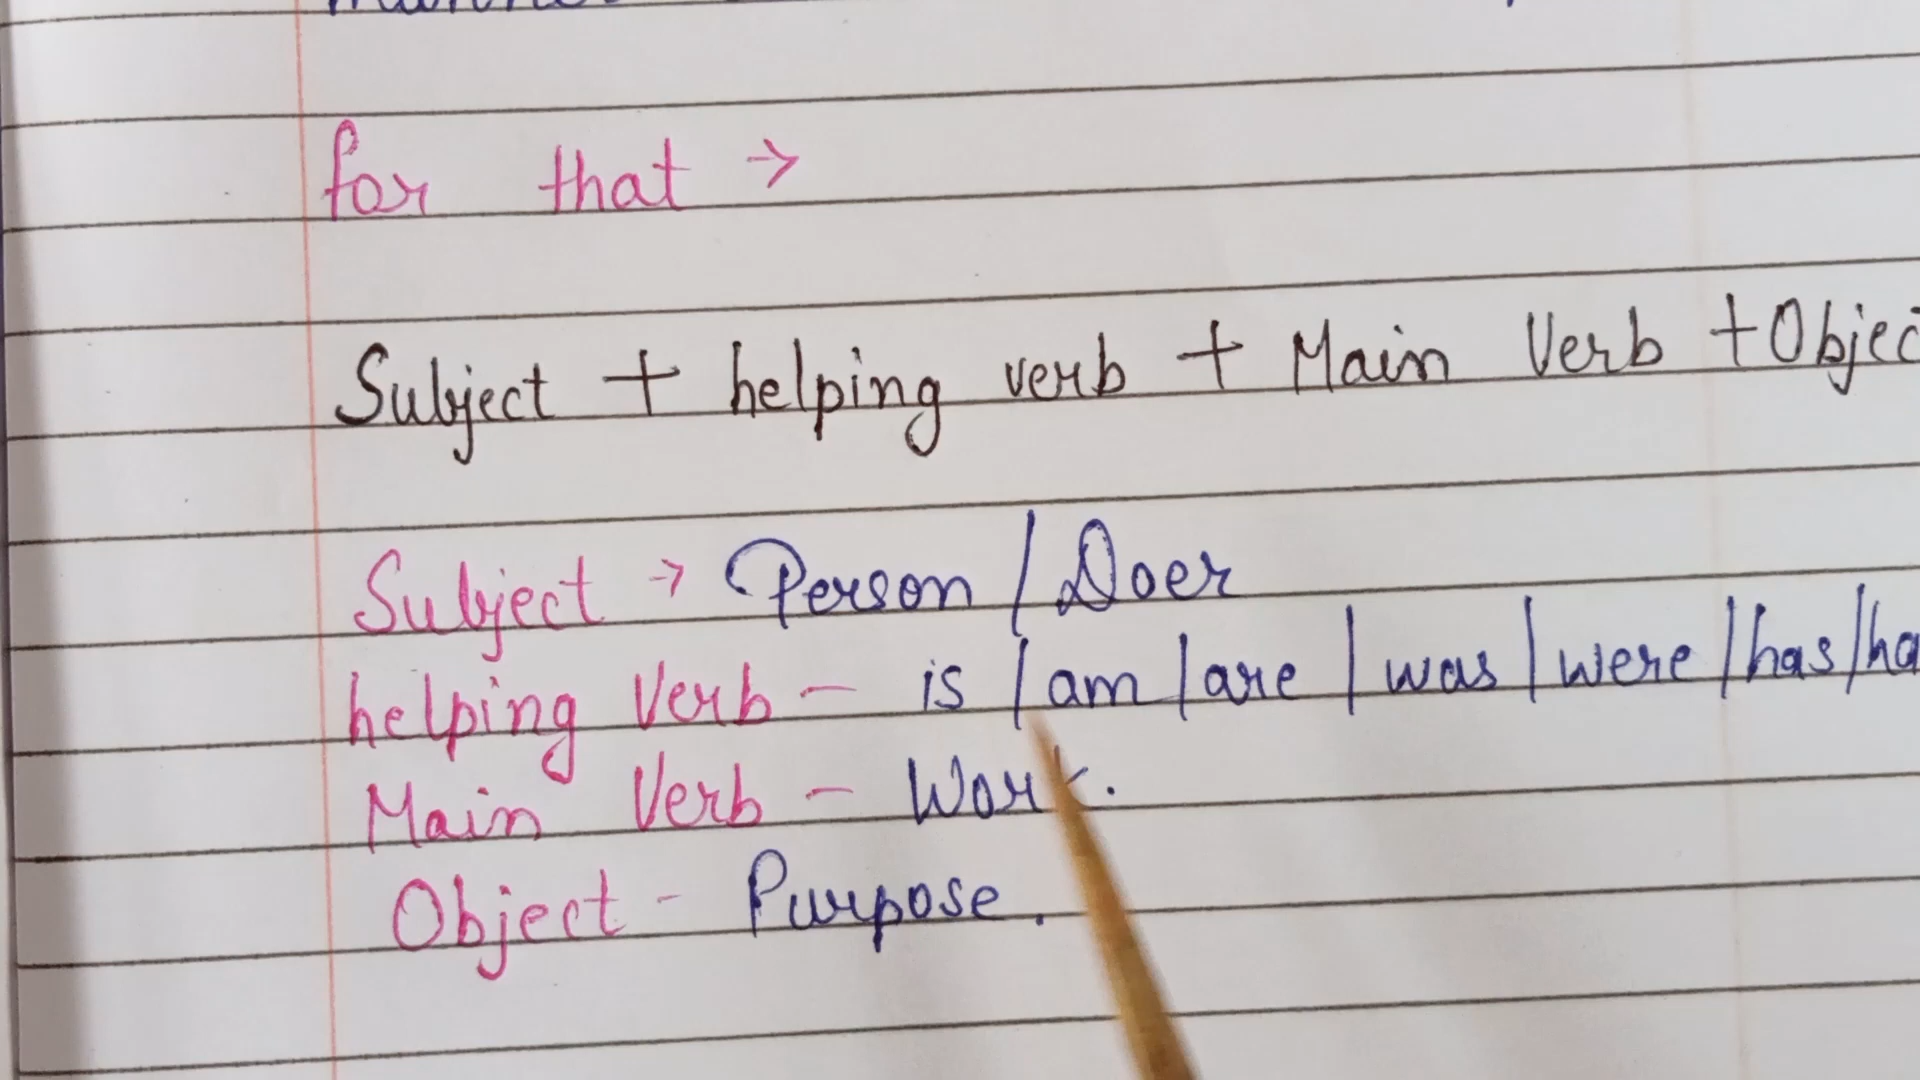 for that →
Subject + helping verb + Main Verb + Objec
Subject → Person / Doer
helping Verb - is / am / are / was / were / has / ha
Main Verb - Work.
Object - Purpose.